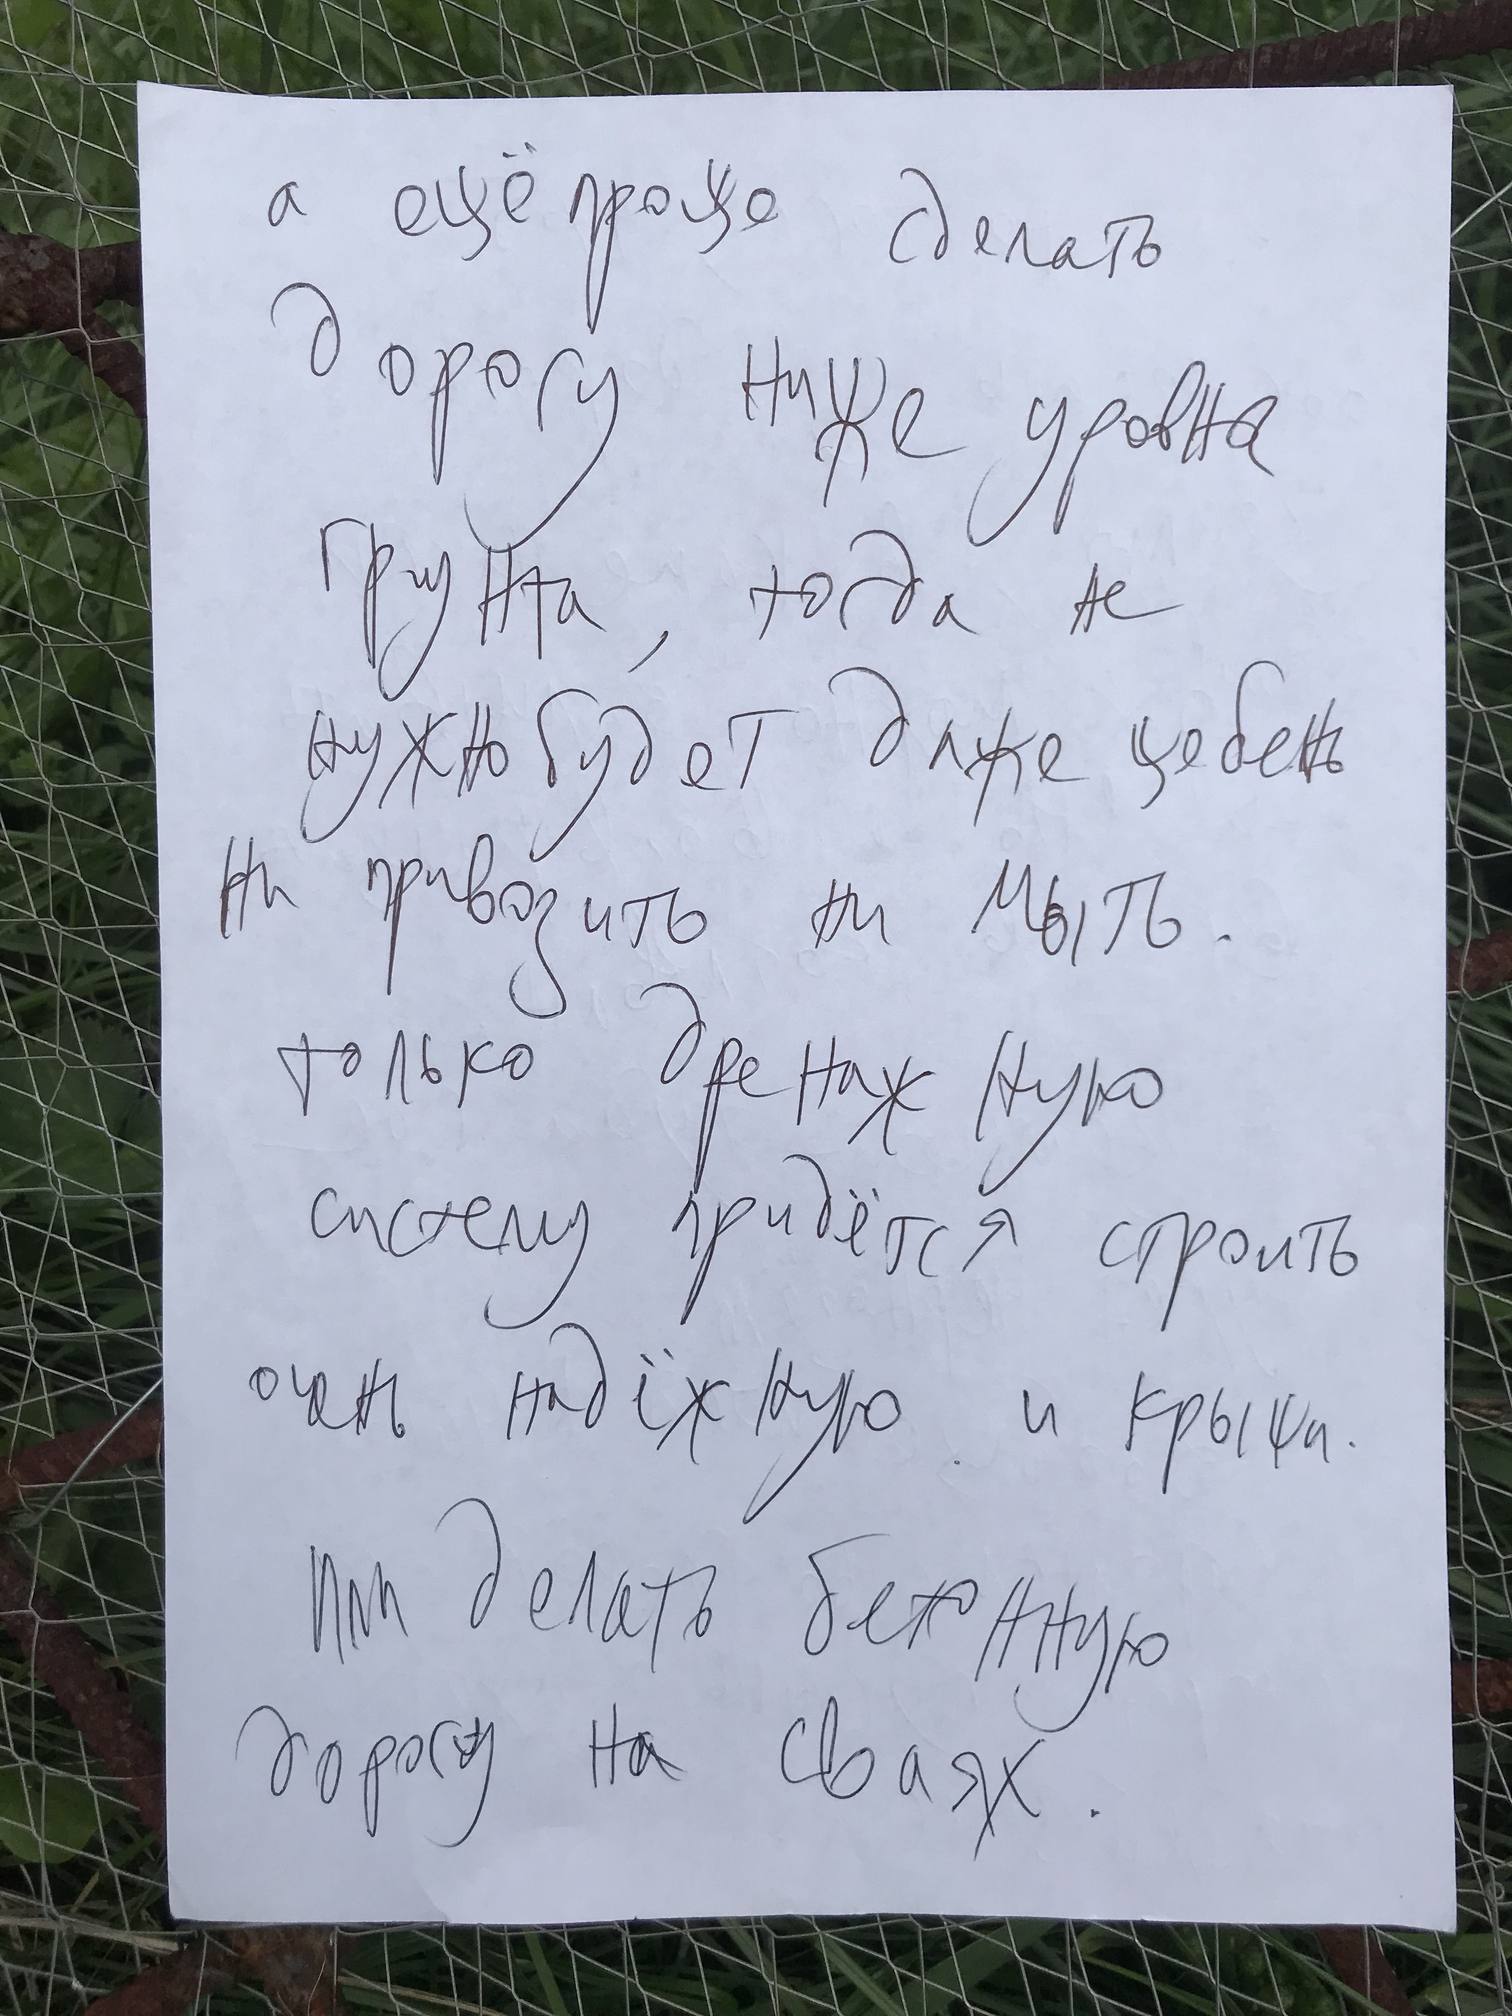 а ещё проще сделать
дорогу ниже уровня
грунта, тогда не
нужно будет даже щебень
ни привозить ни мыть.
только дренажную
систему придётся строить
очень надёжную. и крыши.
или делать бетонную
дорогу на сваях.